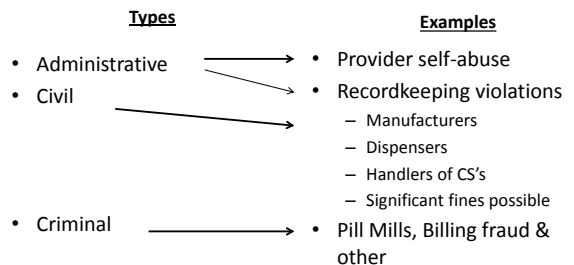 Types
• Administrative
• Civil
• Criminal
Examples
• Provider self-abuse
• Recordkeeping violations
– Manufacturers
– Dispensers
– Handlers of CS's
– Significant fines possible
• Pill Mills, Billing fraud &
other